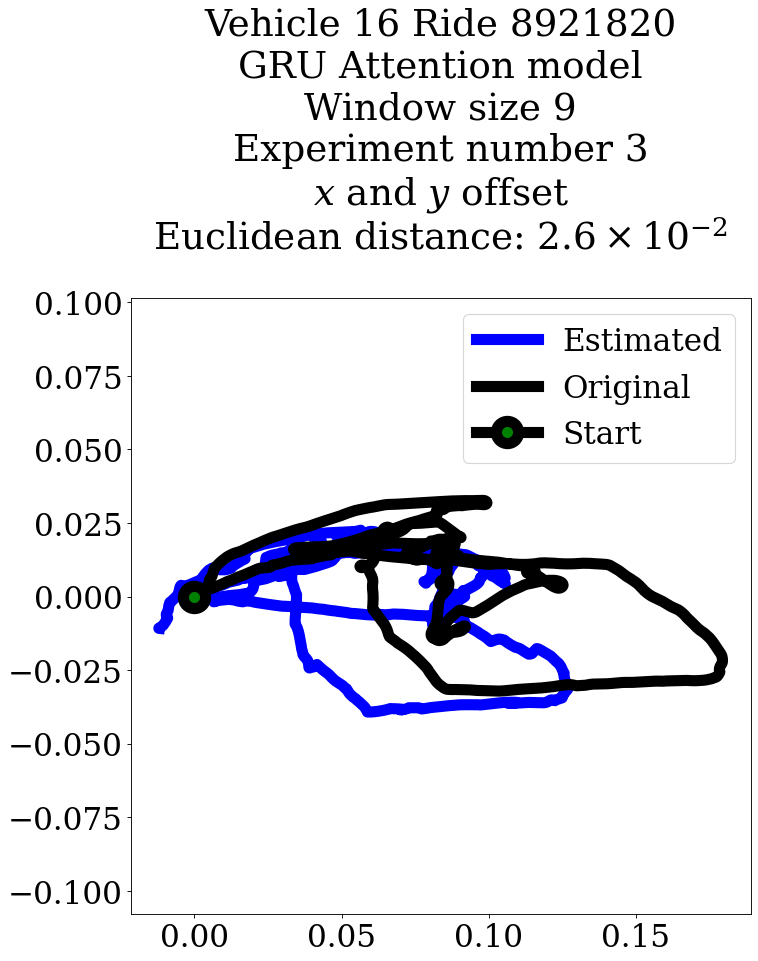 Vehicle 16 Ride 8921820
GRU Attention model
Window size 9
Experiment number 3
x and y offset
Euclidean distance: 2.6 × 10⁻²
Estimated
Original
Start
0.100
0.075
0.050
0.025
0.000
−0.025
−0.050
−0.075
−0.100
0.00 0.05 0.10 0.15